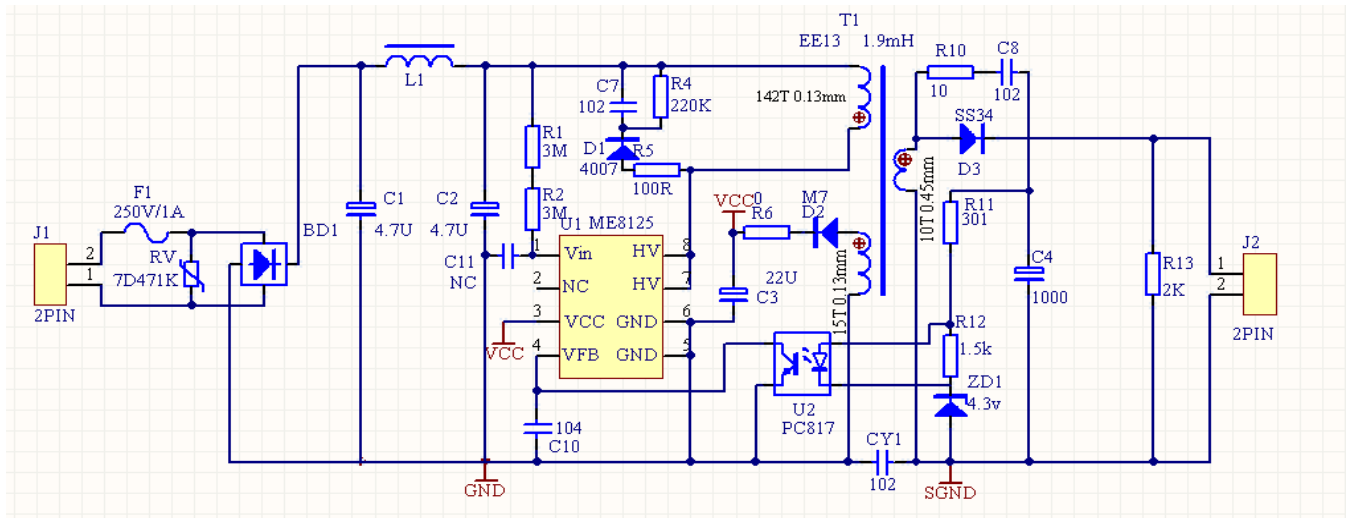 T1
EE13 1.9mH
R10
C8
10
102
L1
C7
102
R4
220K
142T 0.13mm
SS34
D3
R1
3M
D1
4007
R5
100R
F1
250V/1A
BD1
C1
4.7U
C2
4.7U
R2
3M
U1 ME8125
VCC
0
R6
M7
D2
10T 0.45mm
R11
301
J1
2
1
2PIN
RV
7D471K
C11
NC
1
Vin
HV
8
2
NC
HV
7
3
VCC
GND
6
4
VFB
GND
5
VCC
22U
C3
15T 0.13mm
C4
1000
R13
2K
J2
1
2
2PIN
R12
1.5k
ZD1
4.3v
U2
PC817
104
C10
CY1
102
GND
SGND